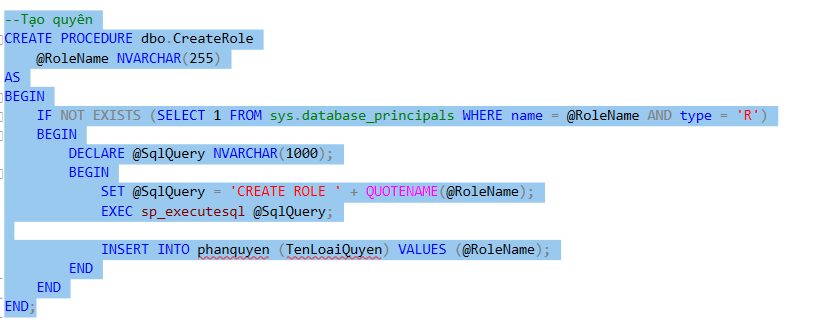 --Tạo quyên
CREATE PROCEDURE dbo.CreateRole
    @RoleName NVARCHAR(255)
AS
BEGIN
    IF NOT EXISTS (SELECT 1 FROM sys.database_principals WHERE name = @RoleName AND type = 'R')
    BEGIN
        DECLARE @SqlQuery NVARCHAR(1000);
        BEGIN
            SET @SqlQuery = 'CREATE ROLE ' + QUOTENAME(@RoleName);
            EXEC sp_executesql @SqlQuery;

            INSERT INTO phanquyen (TenLoaiQuyen) VALUES (@RoleName);
        END
    END
END;